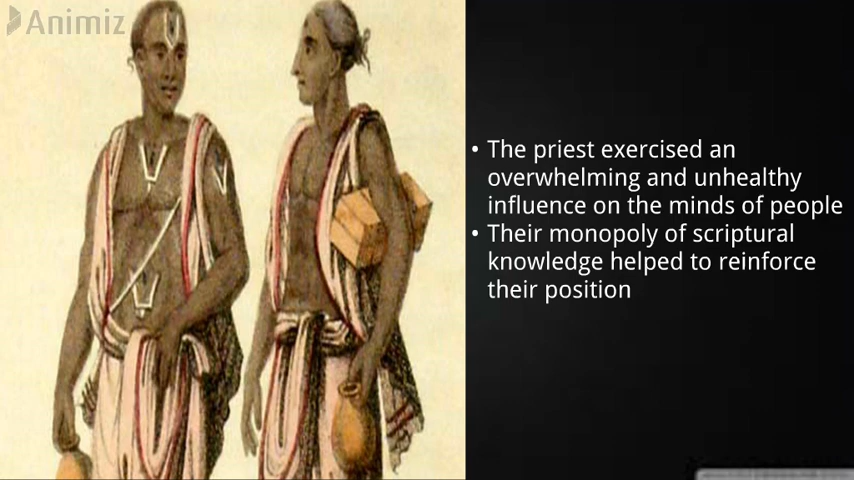 Animiz
• The priest exercised an
overwhelming and unhealthy
influence on the minds of people
• Their monopoly of scriptural
knowledge helped to reinforce
their position